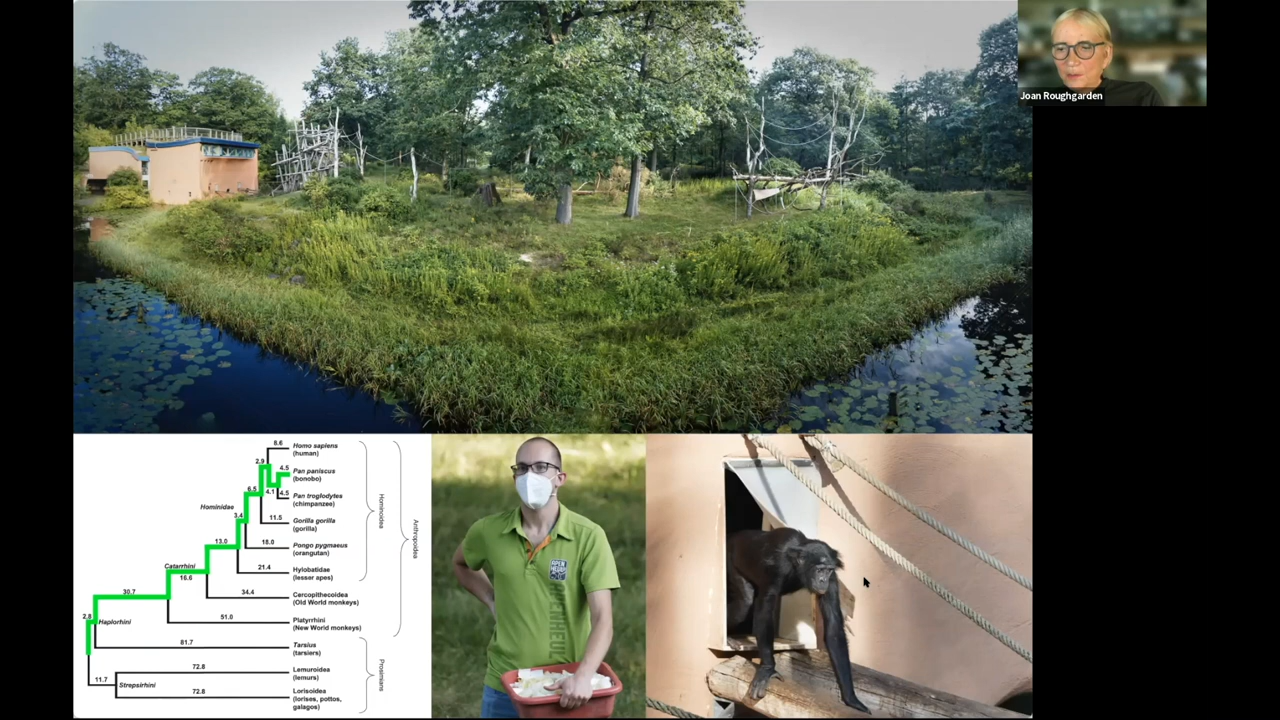 Joan Roughgarden
8.6
Homo sapiens
(human)
2.9
4.5
Pan paniscus
(bonobo)
4.1
4.5
Pan troglodytes
(chimpanzee)
6.5
Hominidae
3.4
11.5
Gorilla gorilla
(gorilla)
Hominoidea
Anthropoidea
13.0
18.0
Pongo pygmaeus
(orangutan)
Catarrhini
16.6
21.4
Hylobatidae
(lesser apes)
30.7
34.4
Cercopithecoidea
(Old World monkeys)
2.8
Haplorhini
51.0
Platyrrhini
(New World monkeys)
81.7
Tarsius
(tarsiers)
Prosimians
11.7
Strepsirhini
72.8
Lemuroidea
(lemurs)
72.8
Lorisoidea
(lorises, pottos,
galagos)
APEN
HEUL